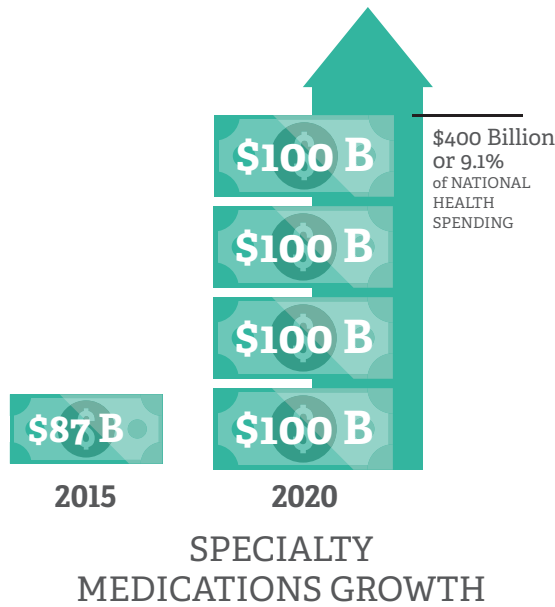 $100 B
$400 Billion
or 9.1%
of NATIONAL
HEALTH
SPENDING
$100 B
$100 B
$87 B
$100 B
2015
2020
SPECIALTY
MEDICATIONS GROWTH